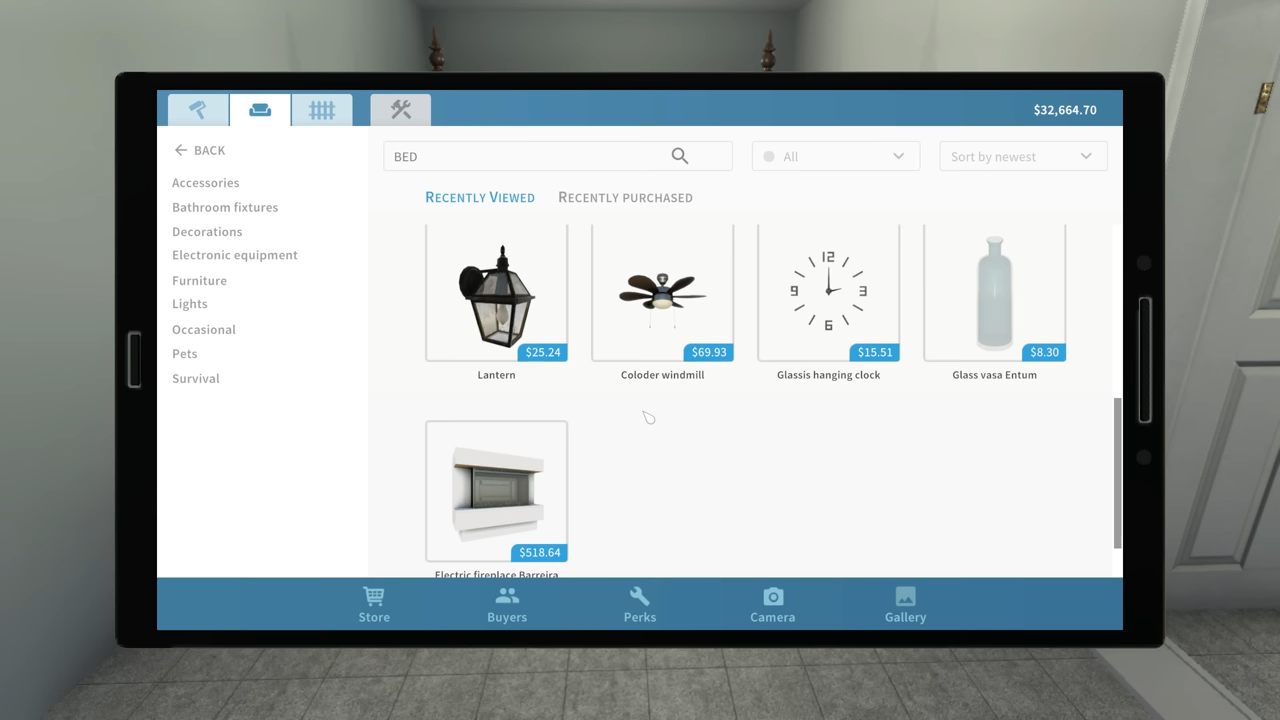 $32,664.70
BACK
BED
All
Sort by newest
Accessories
Bathroom fixtures
Decorations
Electronic equipment
Furniture
Lights
Occasional
Pets
Survival
RECENTLY VIEWED
RECENTLY PURCHASED
12
9
3
6
$25.24
$69.93
$15.51
$8.30
Lantern
Coloder windmill
Glassis hanging clock
Glass vasa Entum
$518.64
Electric fireplace Barreira
Store
Buyers
Perks
Camera
Gallery